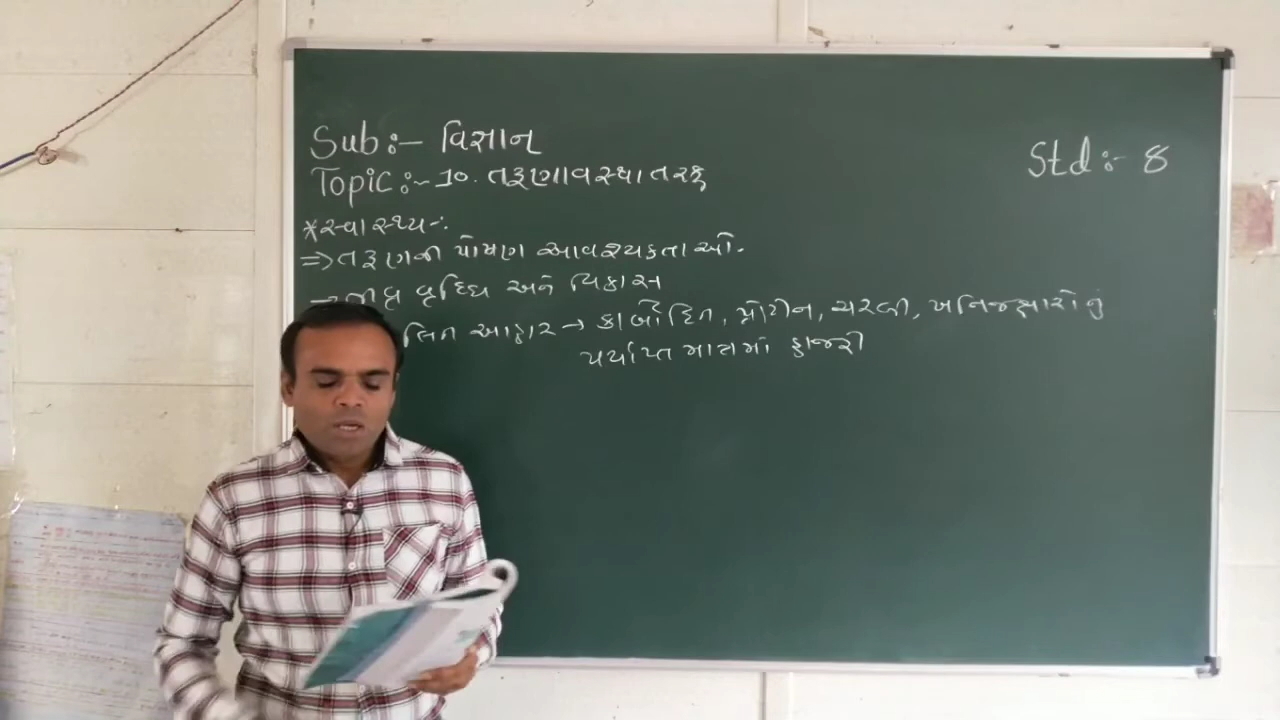 Sub:- વિજ્ઞાન
Std:- 8
Topic:- 10. તરૂણાવસ્થા તરફ
*સ્વાસ્થ્ય-:
=> તરૂણની પોષણ આવશ્યકતાઓ.
વૃધ્ધિ અને વિકાસ
આહાર → કાર્બોદિત, પ્રોટીન, ચરબી, ખનિજક્ષારોનું
પર્યાપ્ત માત્રામાં હાજરી